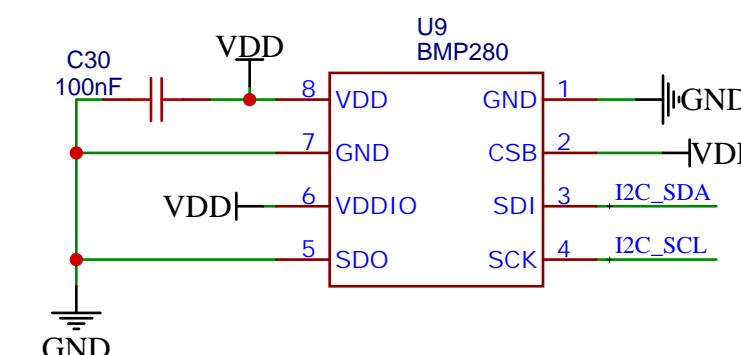 U9
BMP280
VDD
C30
100nF
8 VDD GND 1 GND
7 GND CSB 2 VD
VDD 6 VDDIO SDI 3 I2C_SDA
5 SDO SCK 4 I2C_SCL
GND